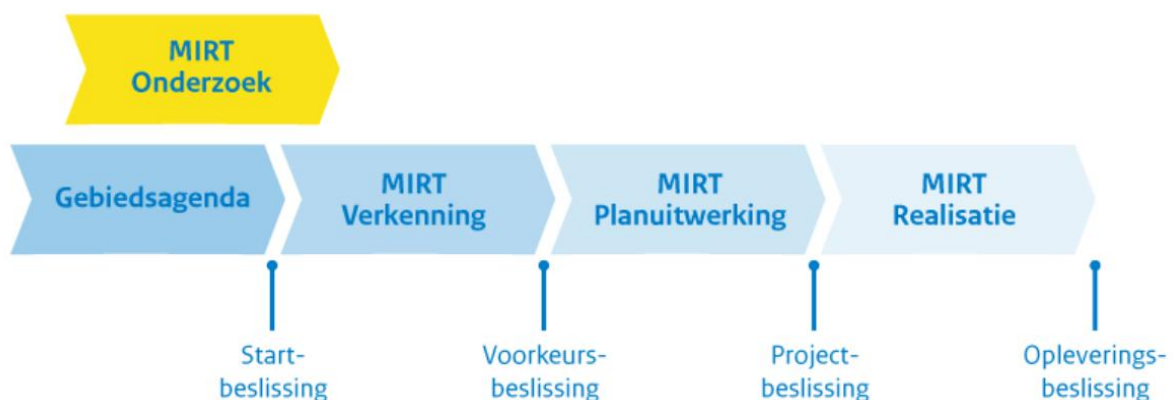 MIRT
Onderzoek
Gebiedsagenda
MIRT
Verkenning
MIRT
Planuitwerking
MIRT
Realisatie
Start-
beslissing
Voorkeurs-
beslissing
Project-
beslissing
Opleverings-
beslissing